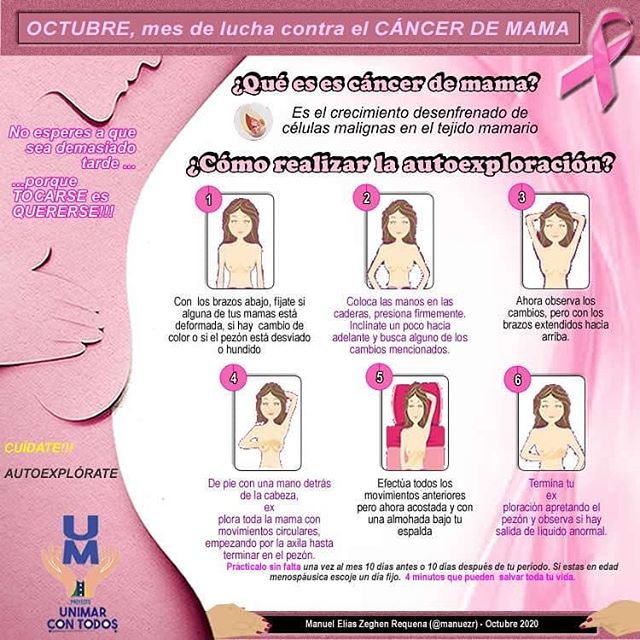 OCTUBRE, mes de lucha contra el CÁNCER DE MAMA
¿Qué es es cáncer de mama?
Es el crecimiento desenfrenado de
células malignas en el tejido mamario
No esperes a que
sea demasiado
tarde ...
...porque
TOCARSE es
QUERERSE!!!
¿Cómo realizar la autoexploración?
1
Con los brazos abajo, fíjate si
alguna de tus mamas está
deformada, si hay cambio de
color o si el pezón está desviado
o hundido
2
Coloca las manos en las
caderas, presiona firmemente.
Inclinate un poco hacia
adelante y busca alguno de los
cambios mencionados.
3
Ahora observa los
cambios, pero con los
brazos extendidos hacia
arriba.
4
De pie con una mano detrás
de la cabeza,
ex
plora toda la mama con
movimientos circulares,
empezando por la axila hasta
terminar en el pezón.
5
Efectúa todos los
movimientos anteriores
pero ahora acostada y con
una almohada bajo tu
espalda
6
Termina tu
ex
ploración apretando el
pezón y observa si hay
salida de líquido anormal.
Prácticalo sin falta una vez al mes 10 días antes o 10 días después de tu período. Si estas en edad
menospáusica escoje un día fijo. 4 minutos que pueden salvar toda tu vida.
CUÍDATE!!!
AUTOEXPLÓRATE
UM
PROYECTO
UNIMAR
CON TODOS
Manuel Elías Zeghen Requena (@manuezr) - Octubre 2020